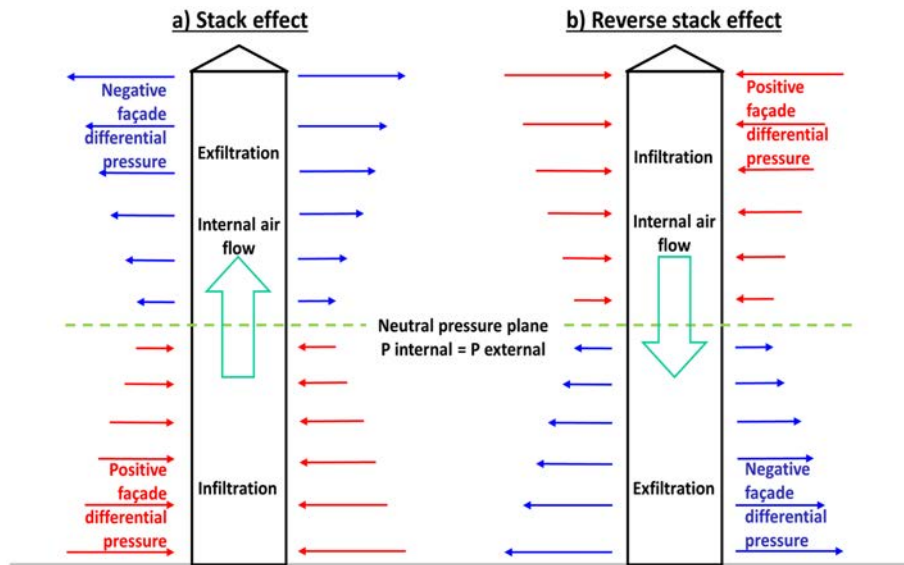 a) Stack effect
b) Reverse stack effect
Negative
façade
differential
pressure
Exfiltration
Internal air
flow
Positive
façade
differential
pressure
Infiltration
Internal air
flow
Neutral pressure plane
P internal = P external
Positive
façade
differential
pressure
Infiltration
Exfiltration
Negative
façade
differential
pressure